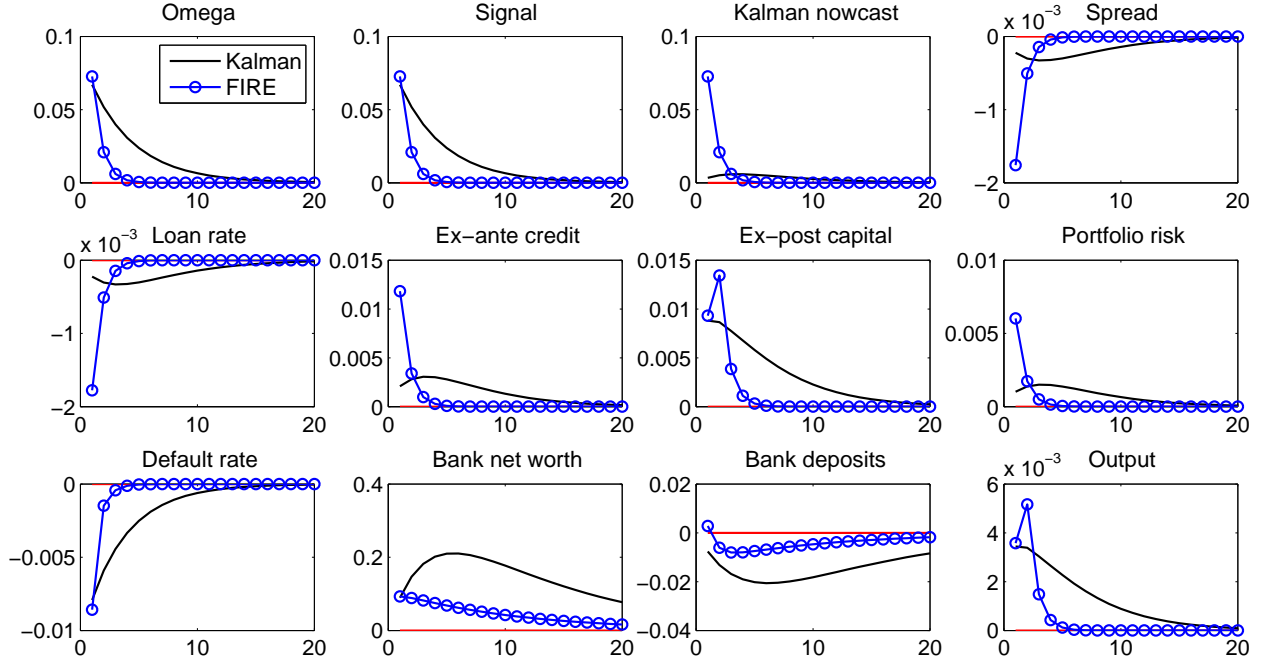 Omega Signal Kalman nowcast Spread
x 10−3
0.1 0.1 0.1 0
Kalman
FIRE
0.05 0.05 0.05 −1
0 0 0 −2
0 10 20 0 10 20 0 10 20 0 10 20
Loan rate Ex−ante credit Ex−post capital Portfolio risk
x 10−3
0 0.015 0.015 0.01
0.01 0.01
−1 0.005
0.005 0.005
−2 0 0 0
0 10 20 0 10 20 0 10 20 0 10 20
Default rate Bank net worth Bank deposits Output
x 10−3
0 0.4 0.02 6
0 4
−0.005 0.2
−0.02 2
−0.01 0 −0.04 0
0 10 20 0 10 20 0 10 20 0 10 20